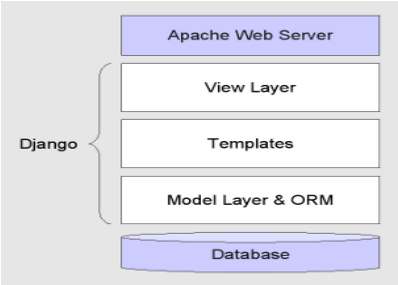 Apache Web Server
View Layer
Django
Templates
Model Layer & ORM
Database